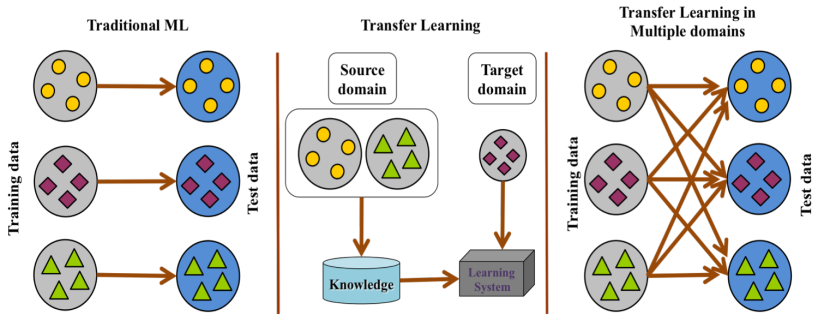 Traditional ML
Training data
Test data
Transfer Learning
Source
domain
Target
domain
Knowledge
Learning
System
Transfer Learning in
Multiple domains
Training data
Test data